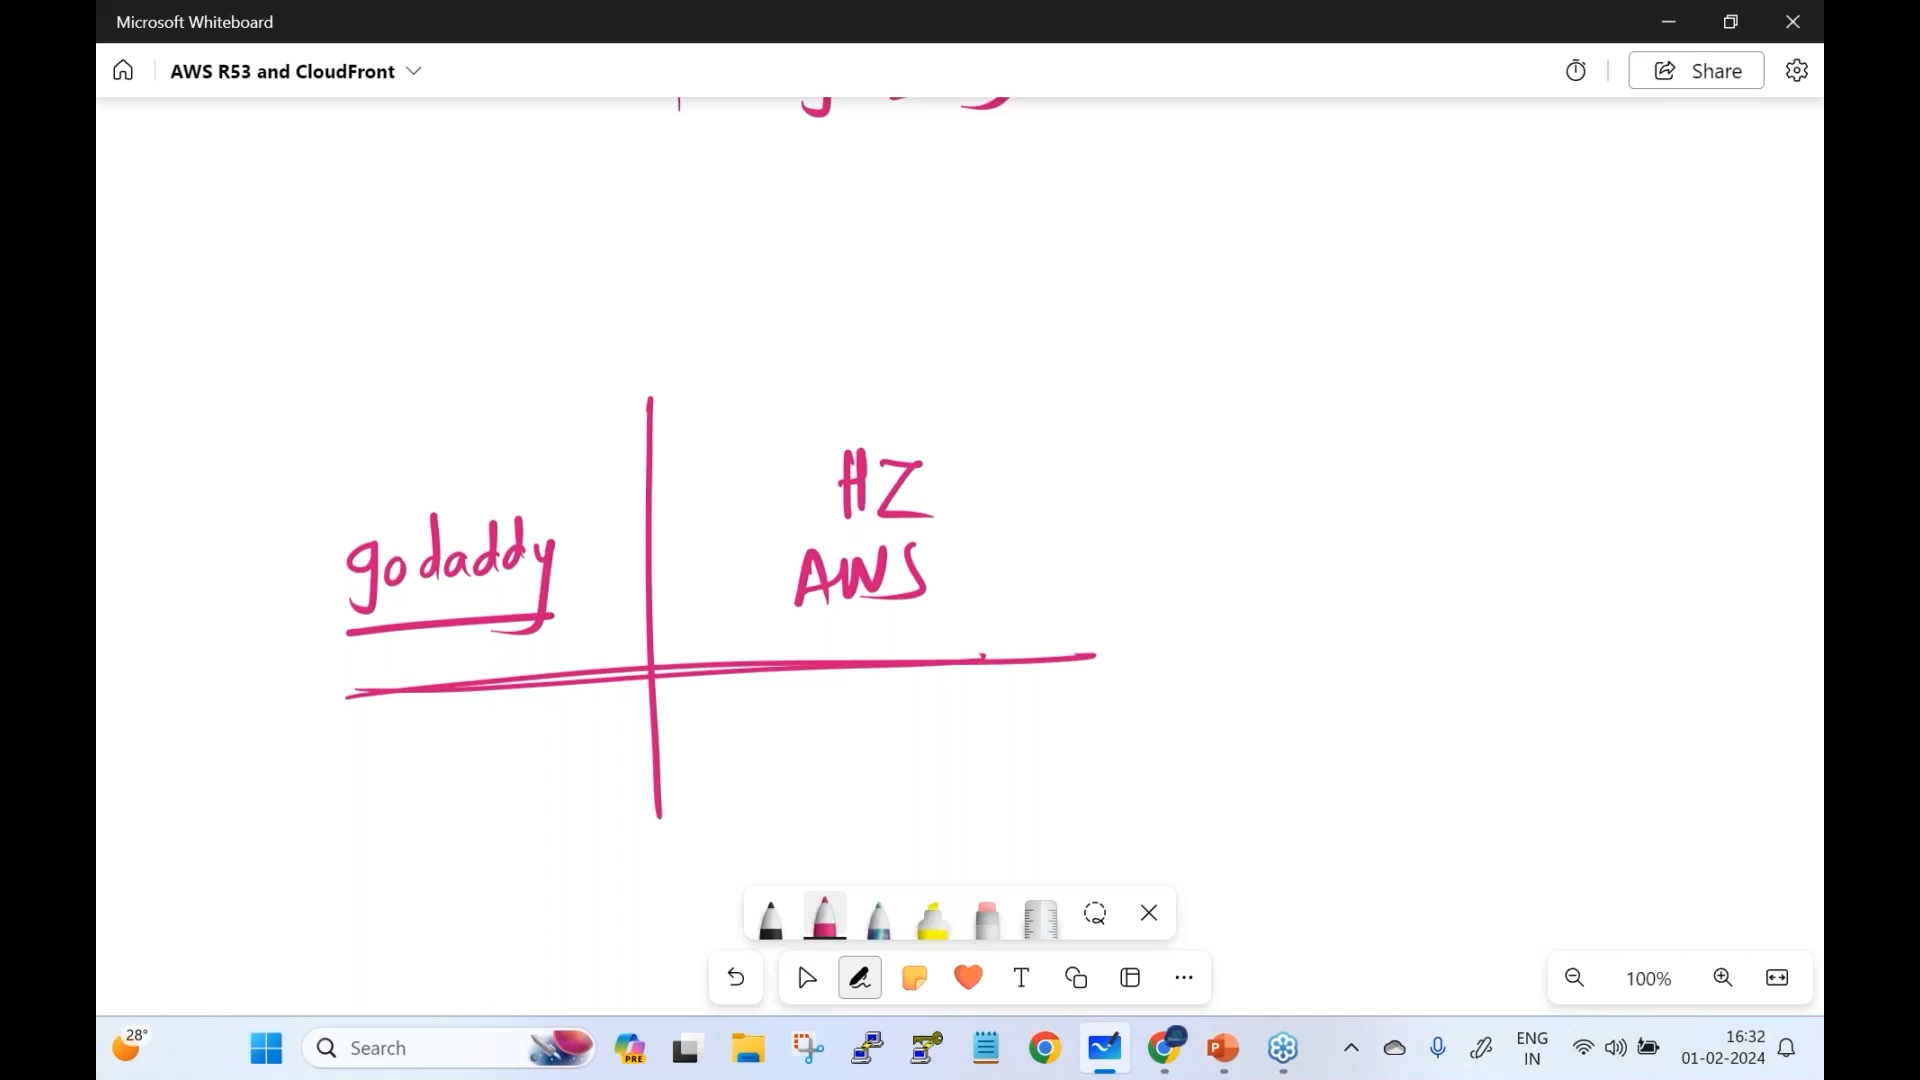 Microsoft Whiteboard
AWS R53 and CloudFront
Share
HZ
godaddy
AWS
T
100%
28°
Search
PRE
P
ENG
IN
16:32
01-02-2024